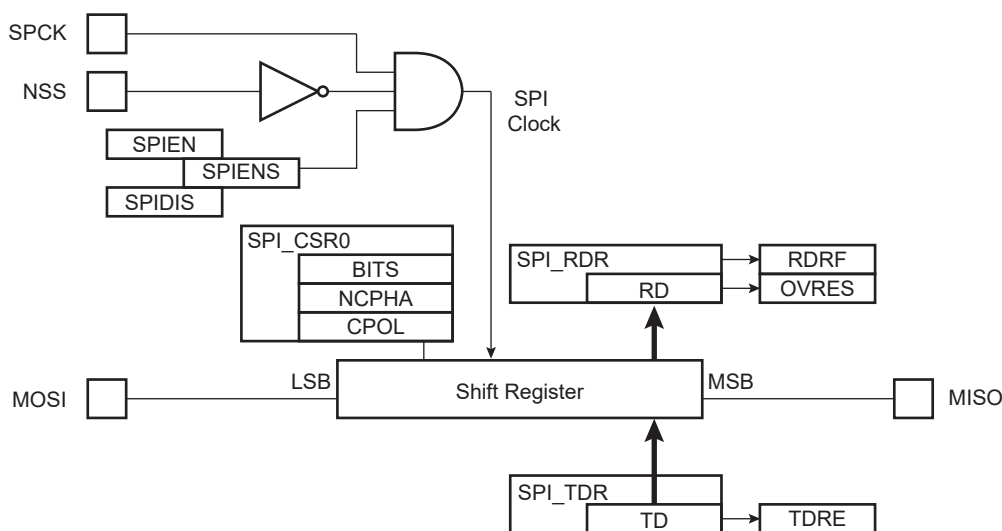 SPCK
NSS
SPI
Clock
SPIEN
SPIENS
SPIDIS
SPI_CSR0
BITS
NCPHA
CPOL
SPI_RDR
RD
RDRF
OVRES
MOSI
LSB
Shift Register
MSB
MISO
SPI_TDR
TD
TDRE